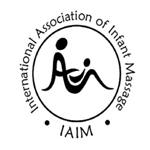 International Association of Infant Massage
• IAIM •